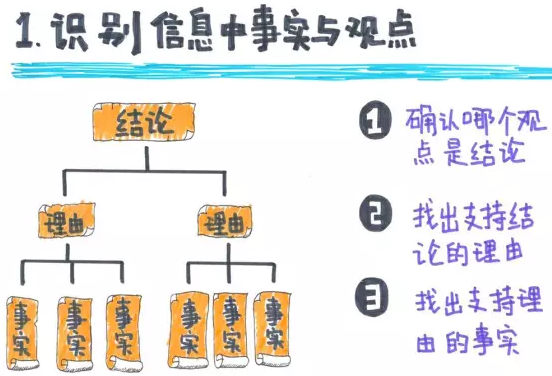 1.识别信息中事实与观点
结论
理由 理由
事实 事实 事实 事实 事实 事实
1 确认哪个观
点是结论
2 找出支持结
论的理由
3 找出支持理
由的事实